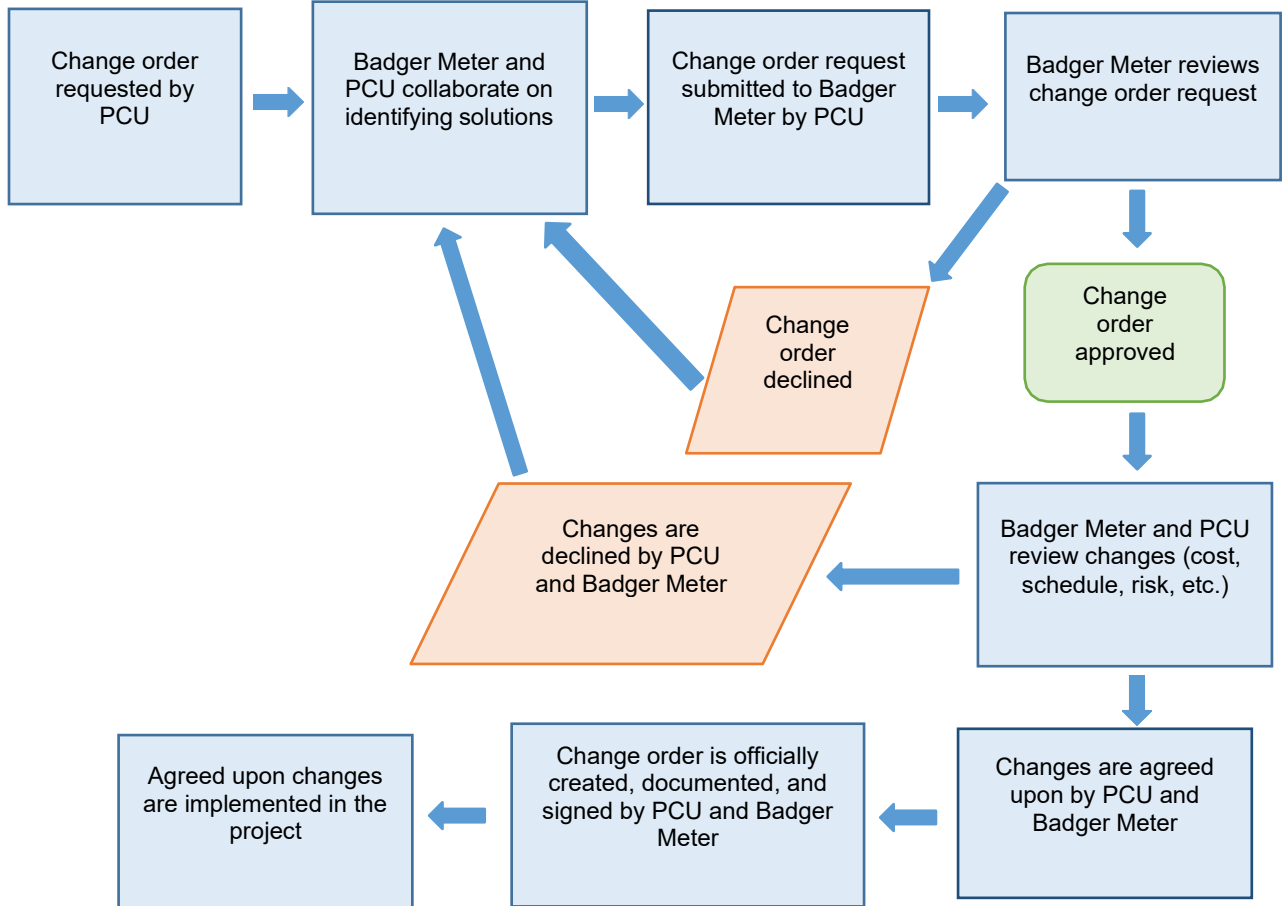 Change order
requested by
PCU
Badger Meter and
PCU collaborate on
identifying solutions
Change order request
submitted to Badger
Meter by PCU
Badger Meter reviews
change order request
Change
order
declined
Change
order
approved
Changes are
declined by PCU
and Badger Meter
Badger Meter and PCU
review changes (cost,
schedule, risk, etc.)
Agreed upon changes
are implemented in the
project
Change order is officially
created, documented, and
signed by PCU and Badger
Meter
Changes are agreed
upon by PCU and
Badger Meter